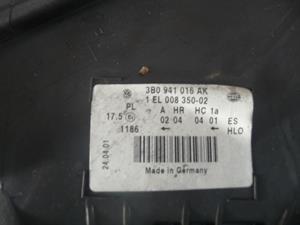 3B0 941 016 AK
1 EL 008 350-02
PL A HR HC 1a
17.5 02 04 04 01 ES
1186 ← ← HLO
24.04.01
Made in Germany